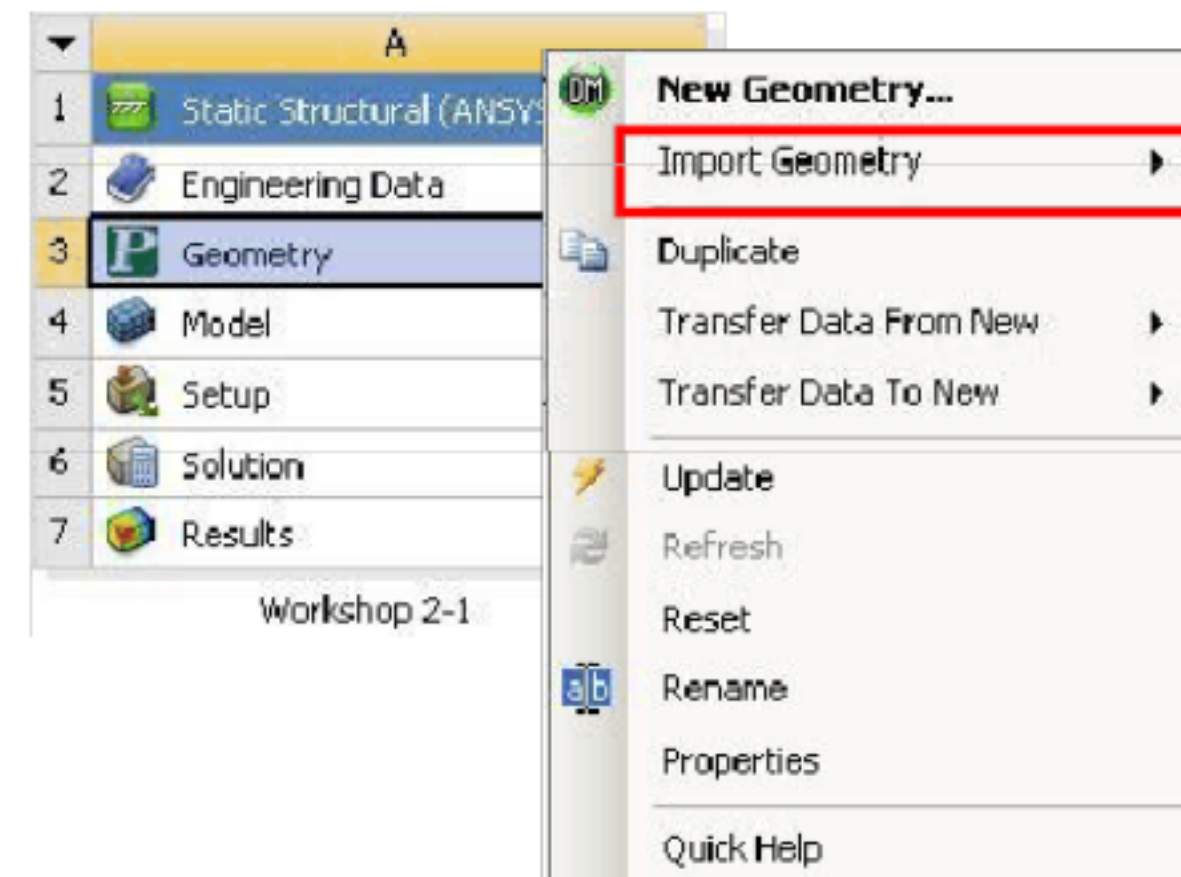 A
1 Static Structural (ANSYS
2 Engineering Data
3 Geometry
4 Model
5 Setup
6 Solution
7 Results
Workshop 2-1
DM New Geometry...
Import Geometry
Duplicate
Transfer Data From New
Transfer Data To New
Update
Refresh
Reset
ab Rename
Properties
Quick Help